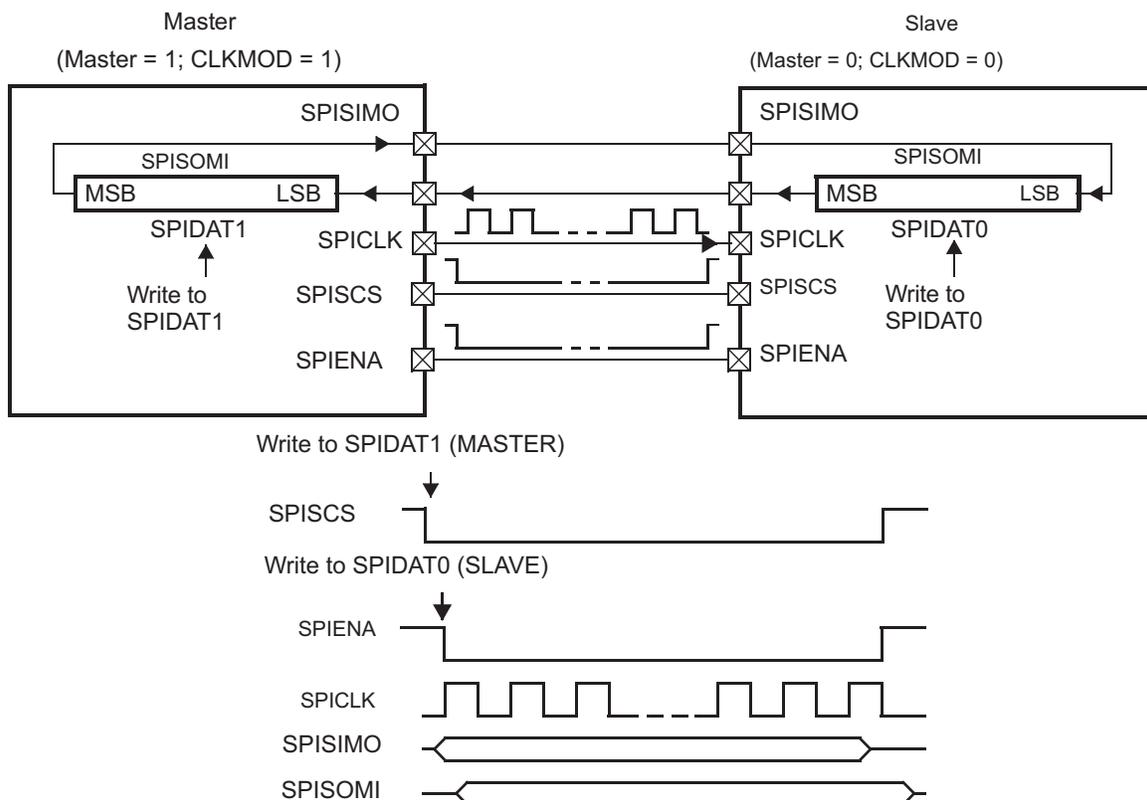 Master
(Master = 1; CLKMOD = 1)
Slave
(Master = 0; CLKMOD = 0)
SPISIMO
SPISOMI
MSB LSB
SPIDAT1
SPICLK
Write to
SPIDAT1
SPISCS
SPIENA
SPISIMO
SPISOMI
MSB LSB
SPICLK
SPIDAT0
SPISCS
Write to
SPIDAT0
SPIENA
Write to SPIDAT1 (MASTER)
SPISCS
Write to SPIDAT0 (SLAVE)
SPIENA
SPICLK
SPISIMO
SPISOMI